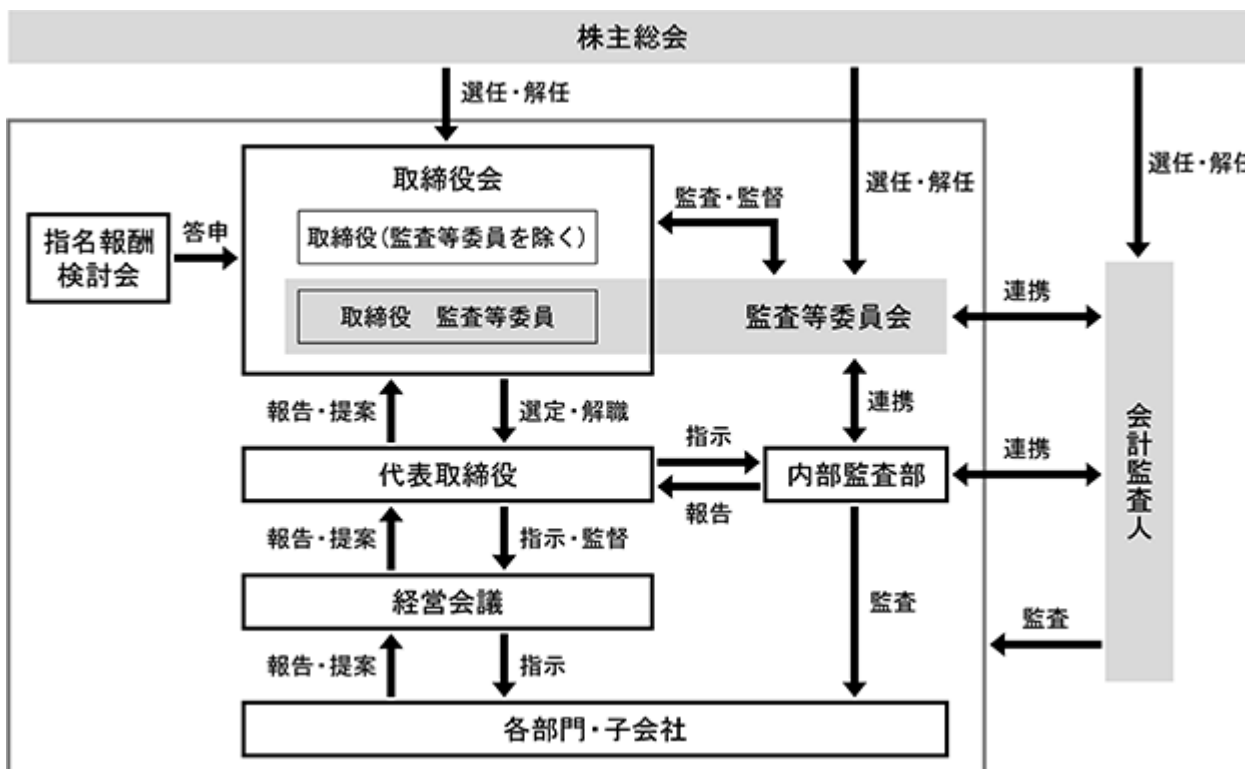 株主総会
選任・解任
選任・解任
選任・解任
取締役会
監査・監督
取締役(監査等委員を除く)
指名報酬
検討会
答申
取締役　監査等委員
監査等委員会
連携
報告・提案
選定・解職
連携
会計監査人
代表取締役
指示
報告
内部監査部
連携
報告・提案
指示・監督
経営会議
監査
監査
報告・提案
指示
各部門・子会社